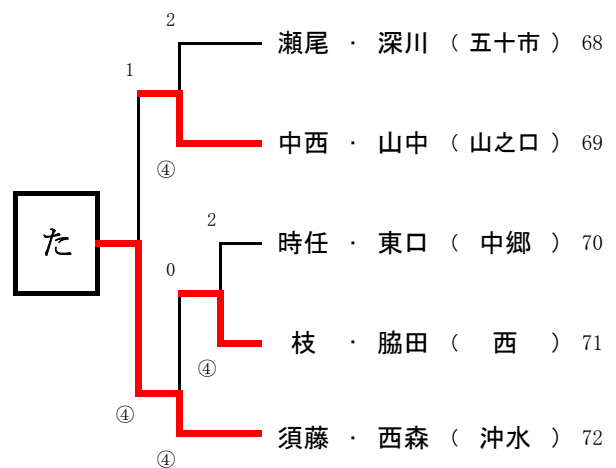 2
瀬尾 ・ 深川 （ 五十市 ） 68
1
中西 ・ 山中 （ 山之口 ） 69
④
た
2
時任 ・ 東口 （ 中郷 ） 70
0
枝 ・ 脇田 （ 西 ） 71
④
④
須藤 ・ 西森 （ 沖水 ） 72
④